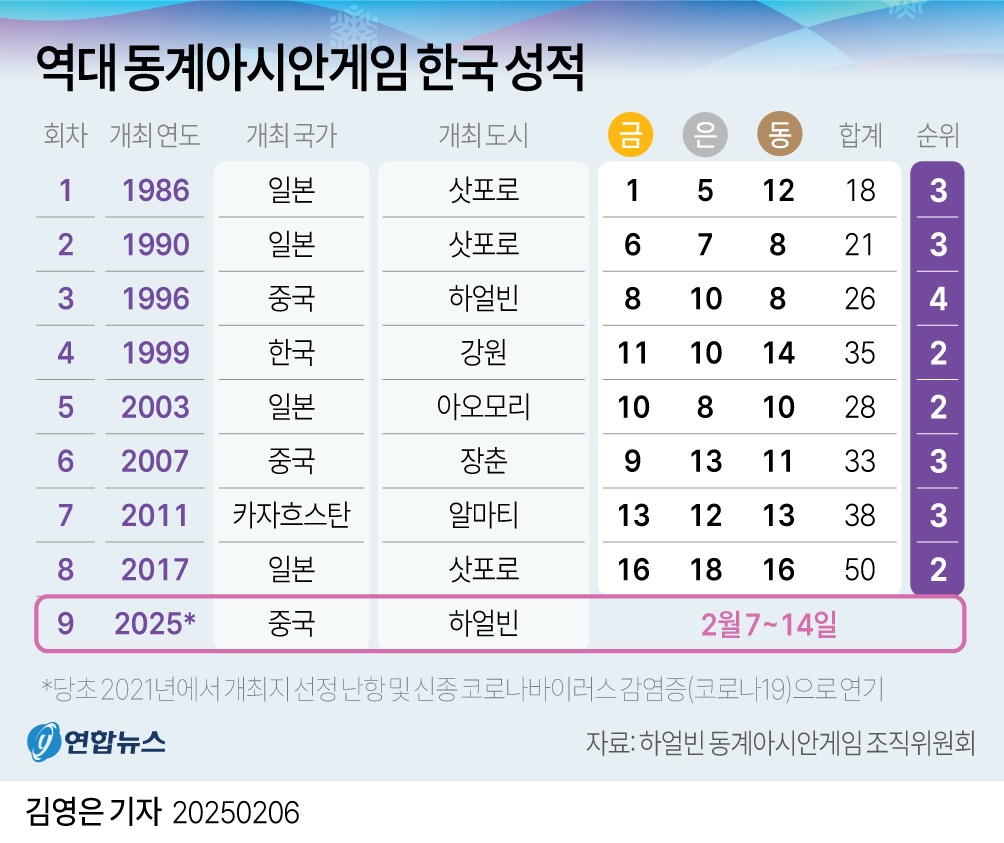 역대 동계아시안게임 한국 성적
회차 개최 연도 개최 국가 개최 도시 금 은 동 합계 순위
1 1986 일본 삿포로 1 5 12 18 3
2 1990 일본 삿포로 6 7 8 21 3
3 1996 중국 하얼빈 8 10 8 26 4
4 1999 한국 강원 11 10 14 35 2
5 2003 일본 아오모리 10 8 10 28 2
6 2007 중국 장춘 9 13 11 33 3
7 2011 카자흐스탄 알마티 13 12 13 38 3
8 2017 일본 삿포로 16 18 16 50 2
9 2025* 중국 하얼빈 2월 7~14일
*당초 2021년에서 개최지 선정 난항 및 신종 코로나바이러스 감염증(코로나19)으로 연기
y 연합뉴스
자료: 하얼빈 동계아시안게임 조직위원회
김영은 기자 20250206